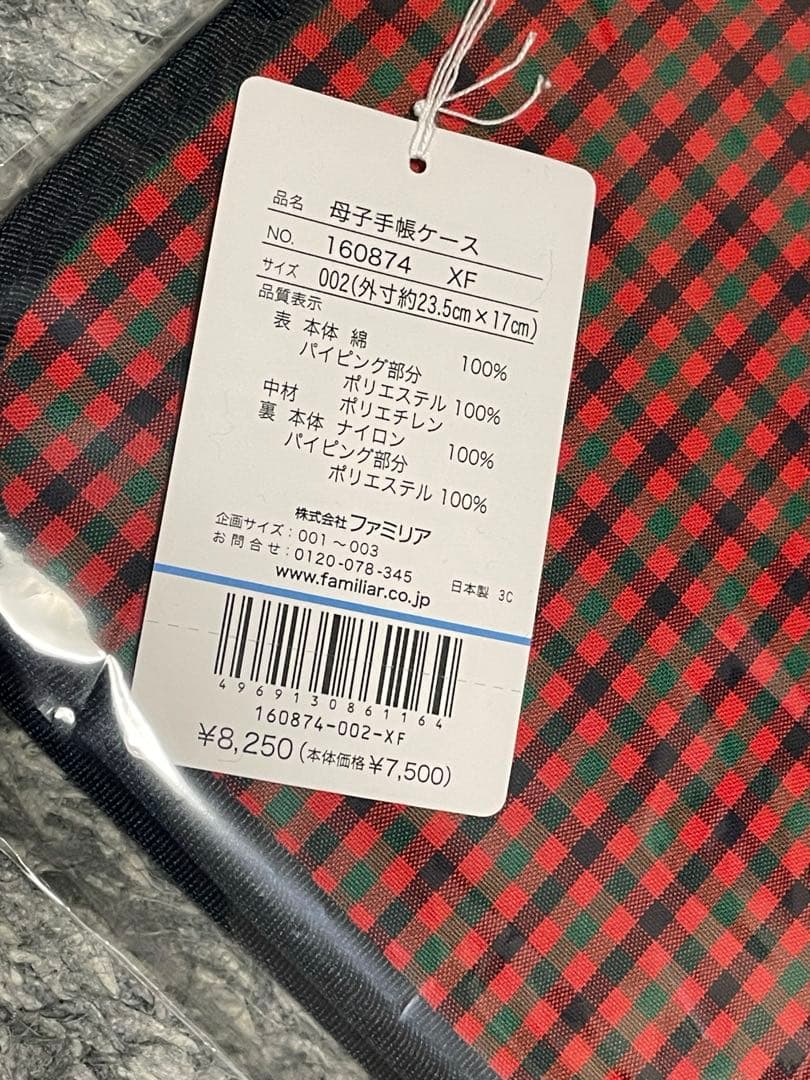 品名 母子手帳ケース
NO. 160874 XF
サイズ 002(外寸約23.5cm×17cm)
品質表示
表 本体 綿 100%
パイピング部分
ポリエステル 100%
中材 ポリエチレン
裏 本体 ナイロン 100%
パイピング部分
ポリエステル 100%
株式会社ファミリア
企画サイズ:001～003
お問合せ:0120-078-345
www.familiar.co.jp 日本製 3C
4969130861164
160874-002-XF
¥8,250(本体価格¥7,500)